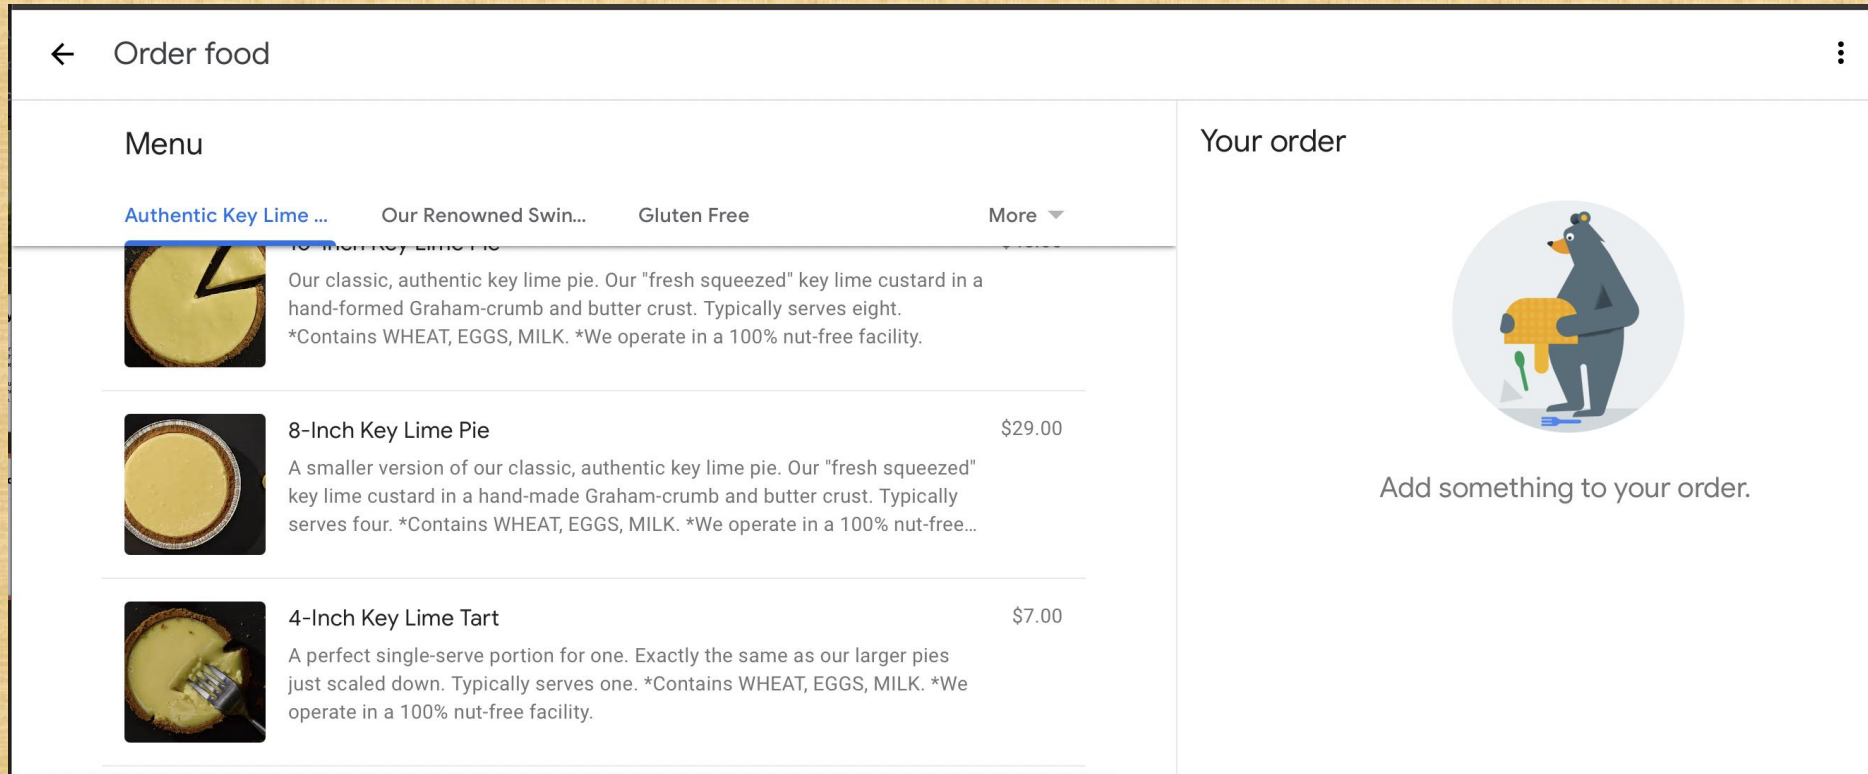 Order food
Menu
Your order
Authentic Key Lime ...
Our Renowned Swin...
Gluten Free
More
10-Inch Key Lime Pie
Our classic, authentic key lime pie. Our "fresh squeezed" key lime custard in a
hand-formed Graham-crumb and butter crust. Typically serves eight.
*Contains WHEAT, EGGS, MILK. *We operate in a 100% nut-free facility.
8-Inch Key Lime Pie
$29.00
A smaller version of our classic, authentic key lime pie. Our "fresh squeezed"
key lime custard in a hand-made Graham-crumb and butter crust. Typically
serves four. *Contains WHEAT, EGGS, MILK. *We operate in a 100% nut-free...
Add something to your order.
4-Inch Key Lime Tart
$7.00
A perfect single-serve portion for one. Exactly the same as our larger pies
just scaled down. Typically serves one. *Contains WHEAT, EGGS, MILK. *We
operate in a 100% nut-free facility.